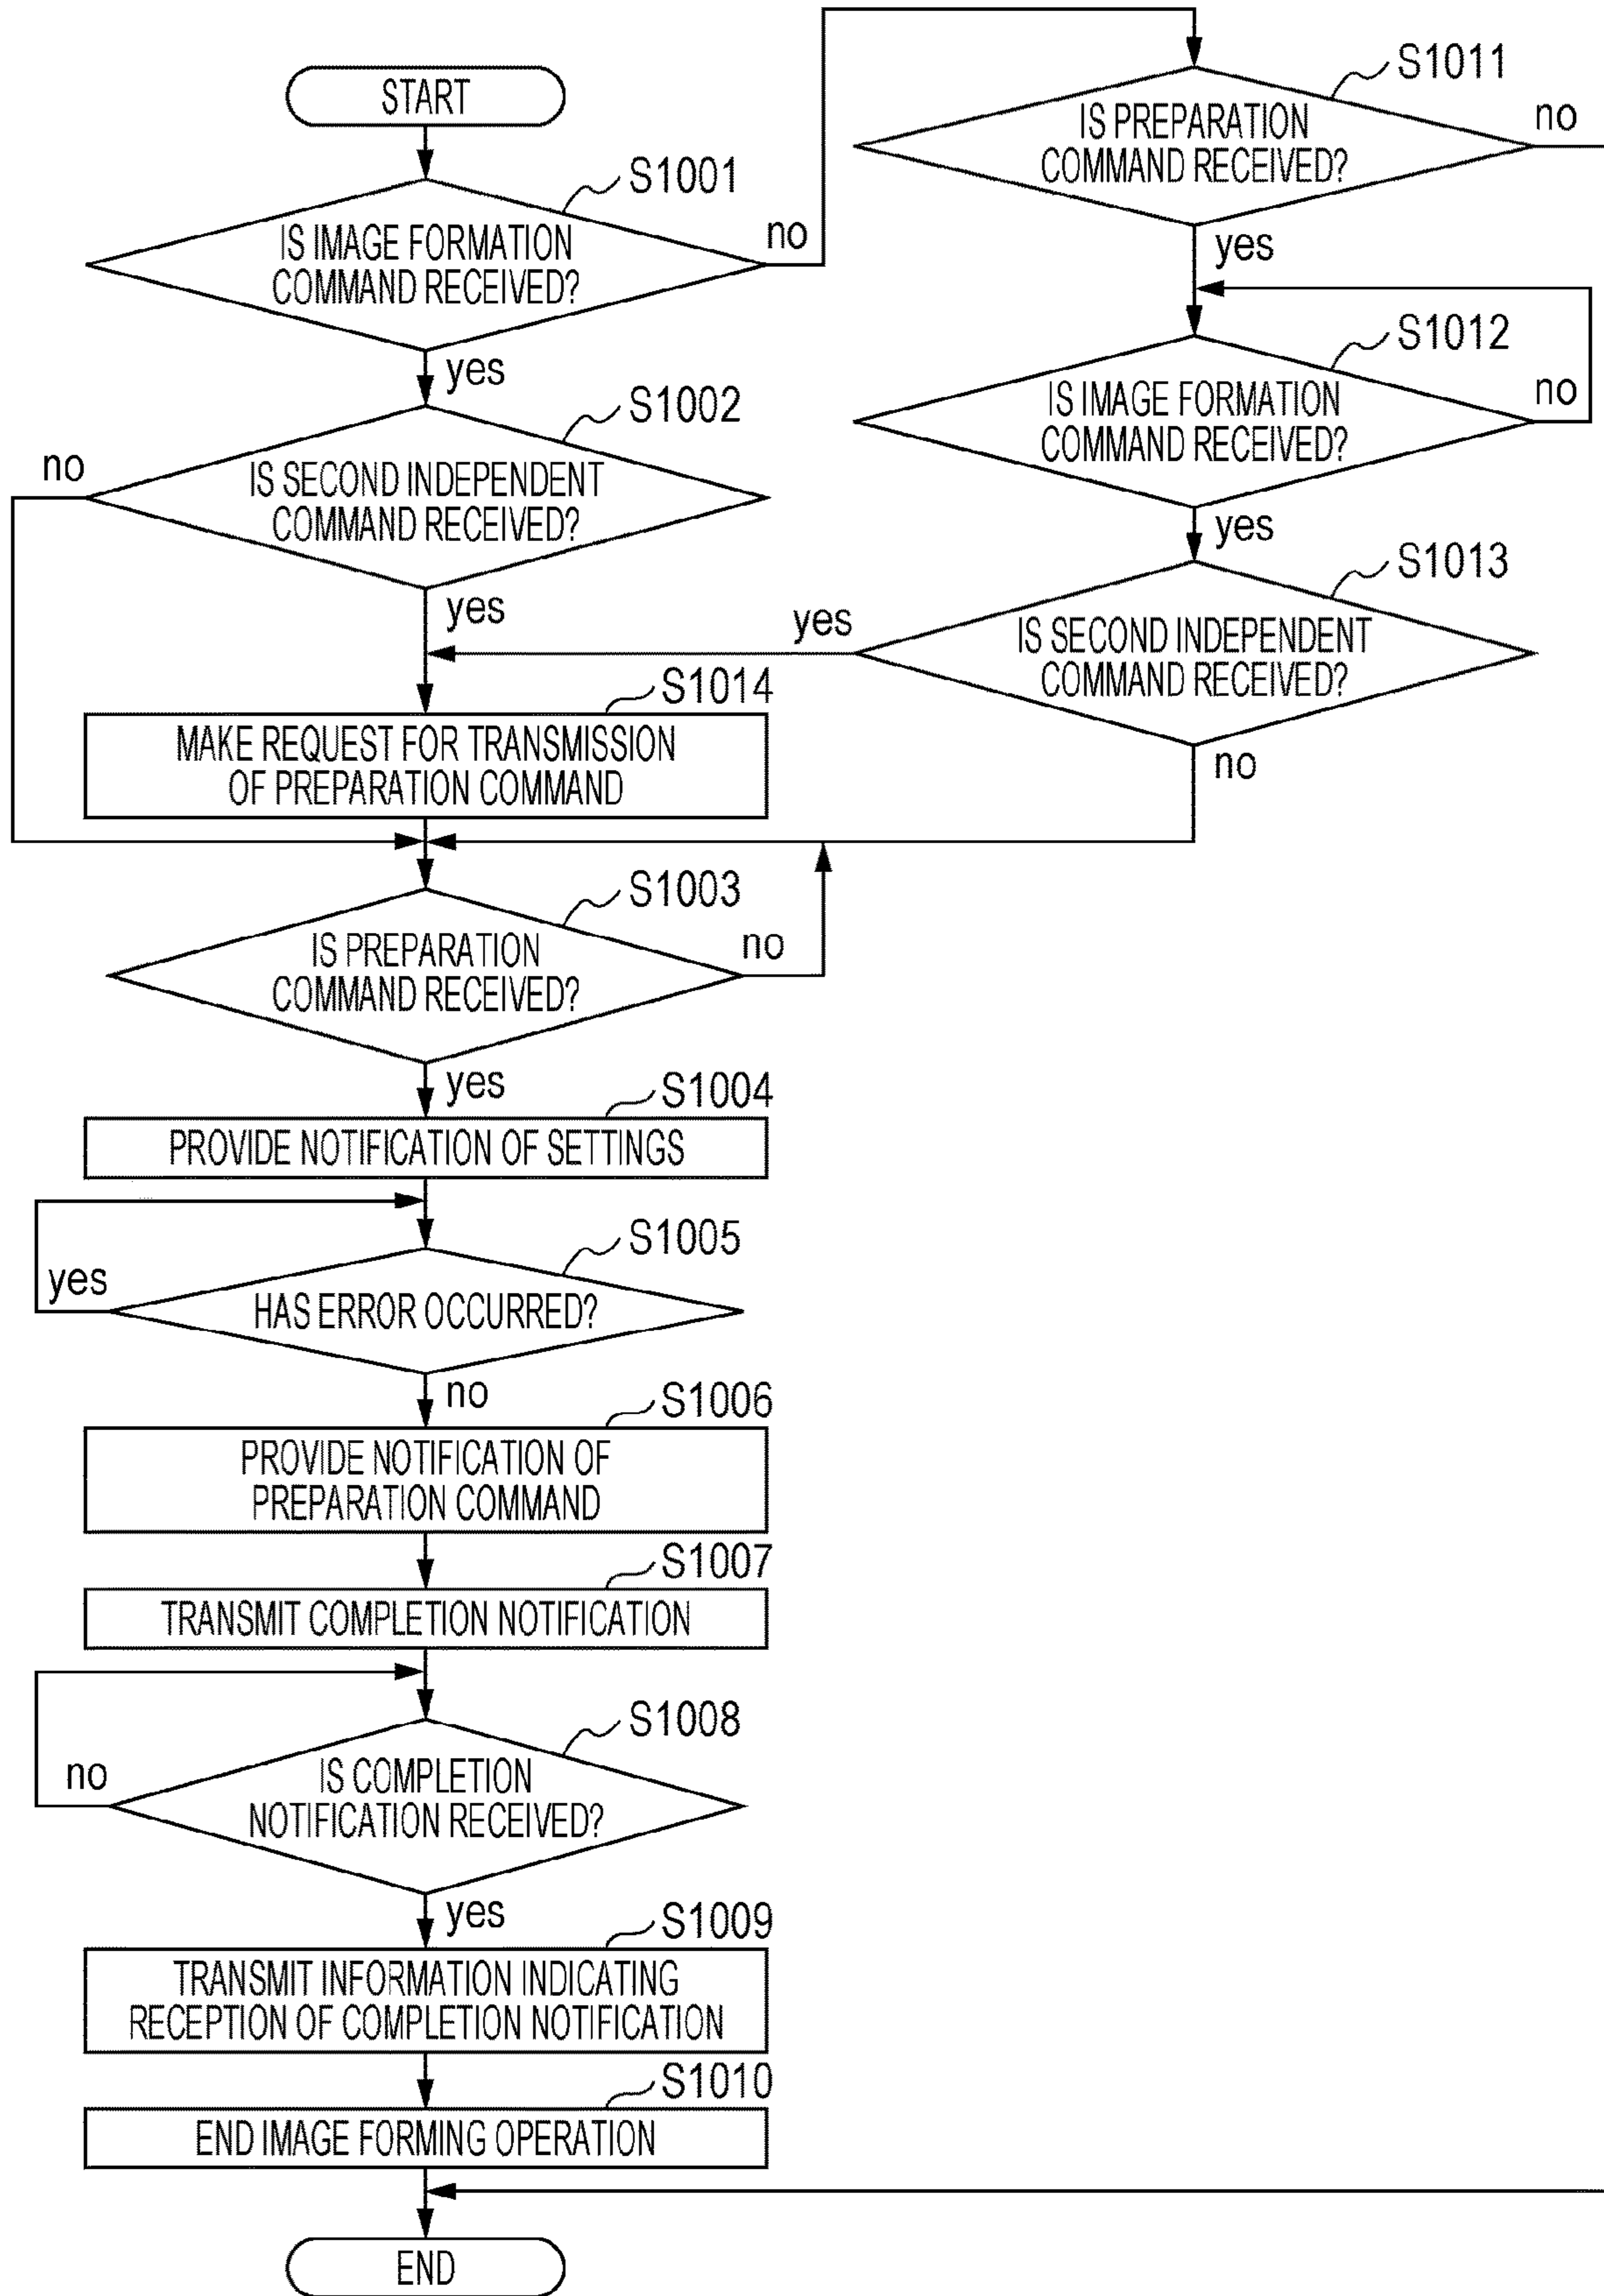 START
S1001
IS IMAGE FORMATION
COMMAND RECEIVED?
no
yes
S1002
no
IS SECOND INDEPENDENT
COMMAND RECEIVED?
yes
S1014
MAKE REQUEST FOR TRANSMISSION
OF PREPARATION COMMAND
S1003
IS PREPARATION
COMMAND RECEIVED?
no
yes
S1004
PROVIDE NOTIFICATION OF SETTINGS
S1005
yes
HAS ERROR OCCURRED?
no
S1006
PROVIDE NOTIFICATION OF
PREPARATION COMMAND
S1007
TRANSMIT COMPLETION NOTIFICATION
S1008
no
IS COMPLETION
NOTIFICATION RECEIVED?
yes
S1009
TRANSMIT INFORMATION INDICATING
RECEPTION OF COMPLETION NOTIFICATION
S1010
END IMAGE FORMING OPERATION
END
S1011
IS PREPARATION
COMMAND RECEIVED?
no
yes
S1012
IS IMAGE FORMATION
COMMAND RECEIVED?
no
yes
S1013
yes
IS SECOND INDEPENDENT
COMMAND RECEIVED?
no